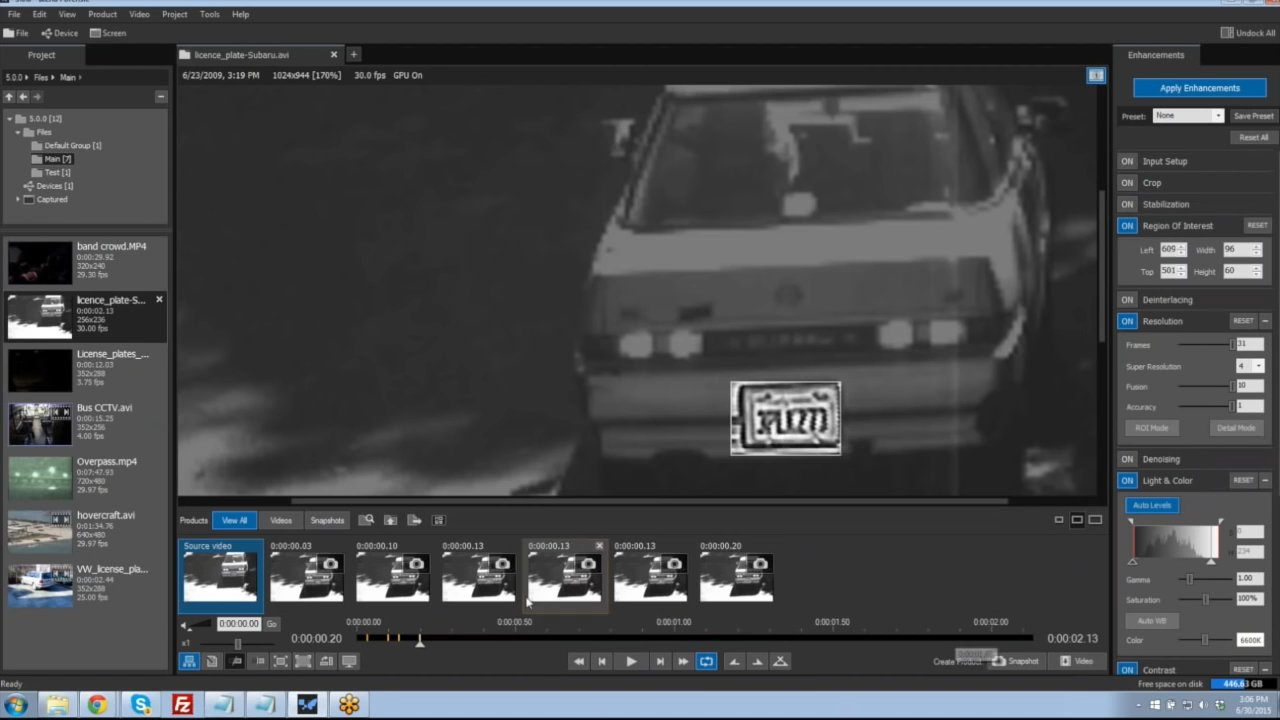 File Edit View Product Video Project Tools Help
File Device Screen Undock All
Project licence_plate-Subaru.avi Enhancements
5.0.0 Files Main
6/23/2009, 3:19 PM 1024x944 [170%] 30.0 fps GPU On
Apply Enhancements
Preset: None Save Preset
Reset All
5.0.0 [12]
Files
Default Group [1]
Main [7]
Test [1]
Devices [1]
Captured
band crowd.MP4
0:00:29.92
320x240
29.30 fps
licence_plate-S...
0:00:02.13
256x236
30.00 fps
License_plates_...
0:00:12.03
3.75 fps
Bus CCTV.avi
0:00:15.25
352x256
4.00 fps
Overpass.mp4
0:07:47.93
720x480
29.97 fps
hovercraft.avi
0:01:34.76
640x480
29.97 fps
VW_license_pla...
0:00:02.44
352x288
25.00 fps
ON Input Setup
ON Crop
ON Stabilization
ON Region Of Interest RESET
Left 609 Width 96
Top 501 Height 60
ON Deinterlacing
ON Resolution RESET
Frames 31
Super Resolution 4
Fusion 10
Accuracy 1
ROI Mode Detail Mode
ON Denoising
ON Light & Color RESET
Auto Levels
0
234
Gamma 1.00
Saturation 100%
Auto WB
Color 6600K
ON Contrast RESET
Products View All Videos Snapshots
Source video 0:00:00.03 0:00:00.10 0:00:00.13 0:00:00.13 0:00:00.13 0:00:00.20
0:00:00.00 Go 0:00:00.00 0:00:00.50 0:00:01.00 0:00:01.50 0:00:02.00
x1 0:00:00.20 0:00:02.13
Snapshot Video
Ready Free space on disk 446.63 GB
3:06 PM
6/30/2015